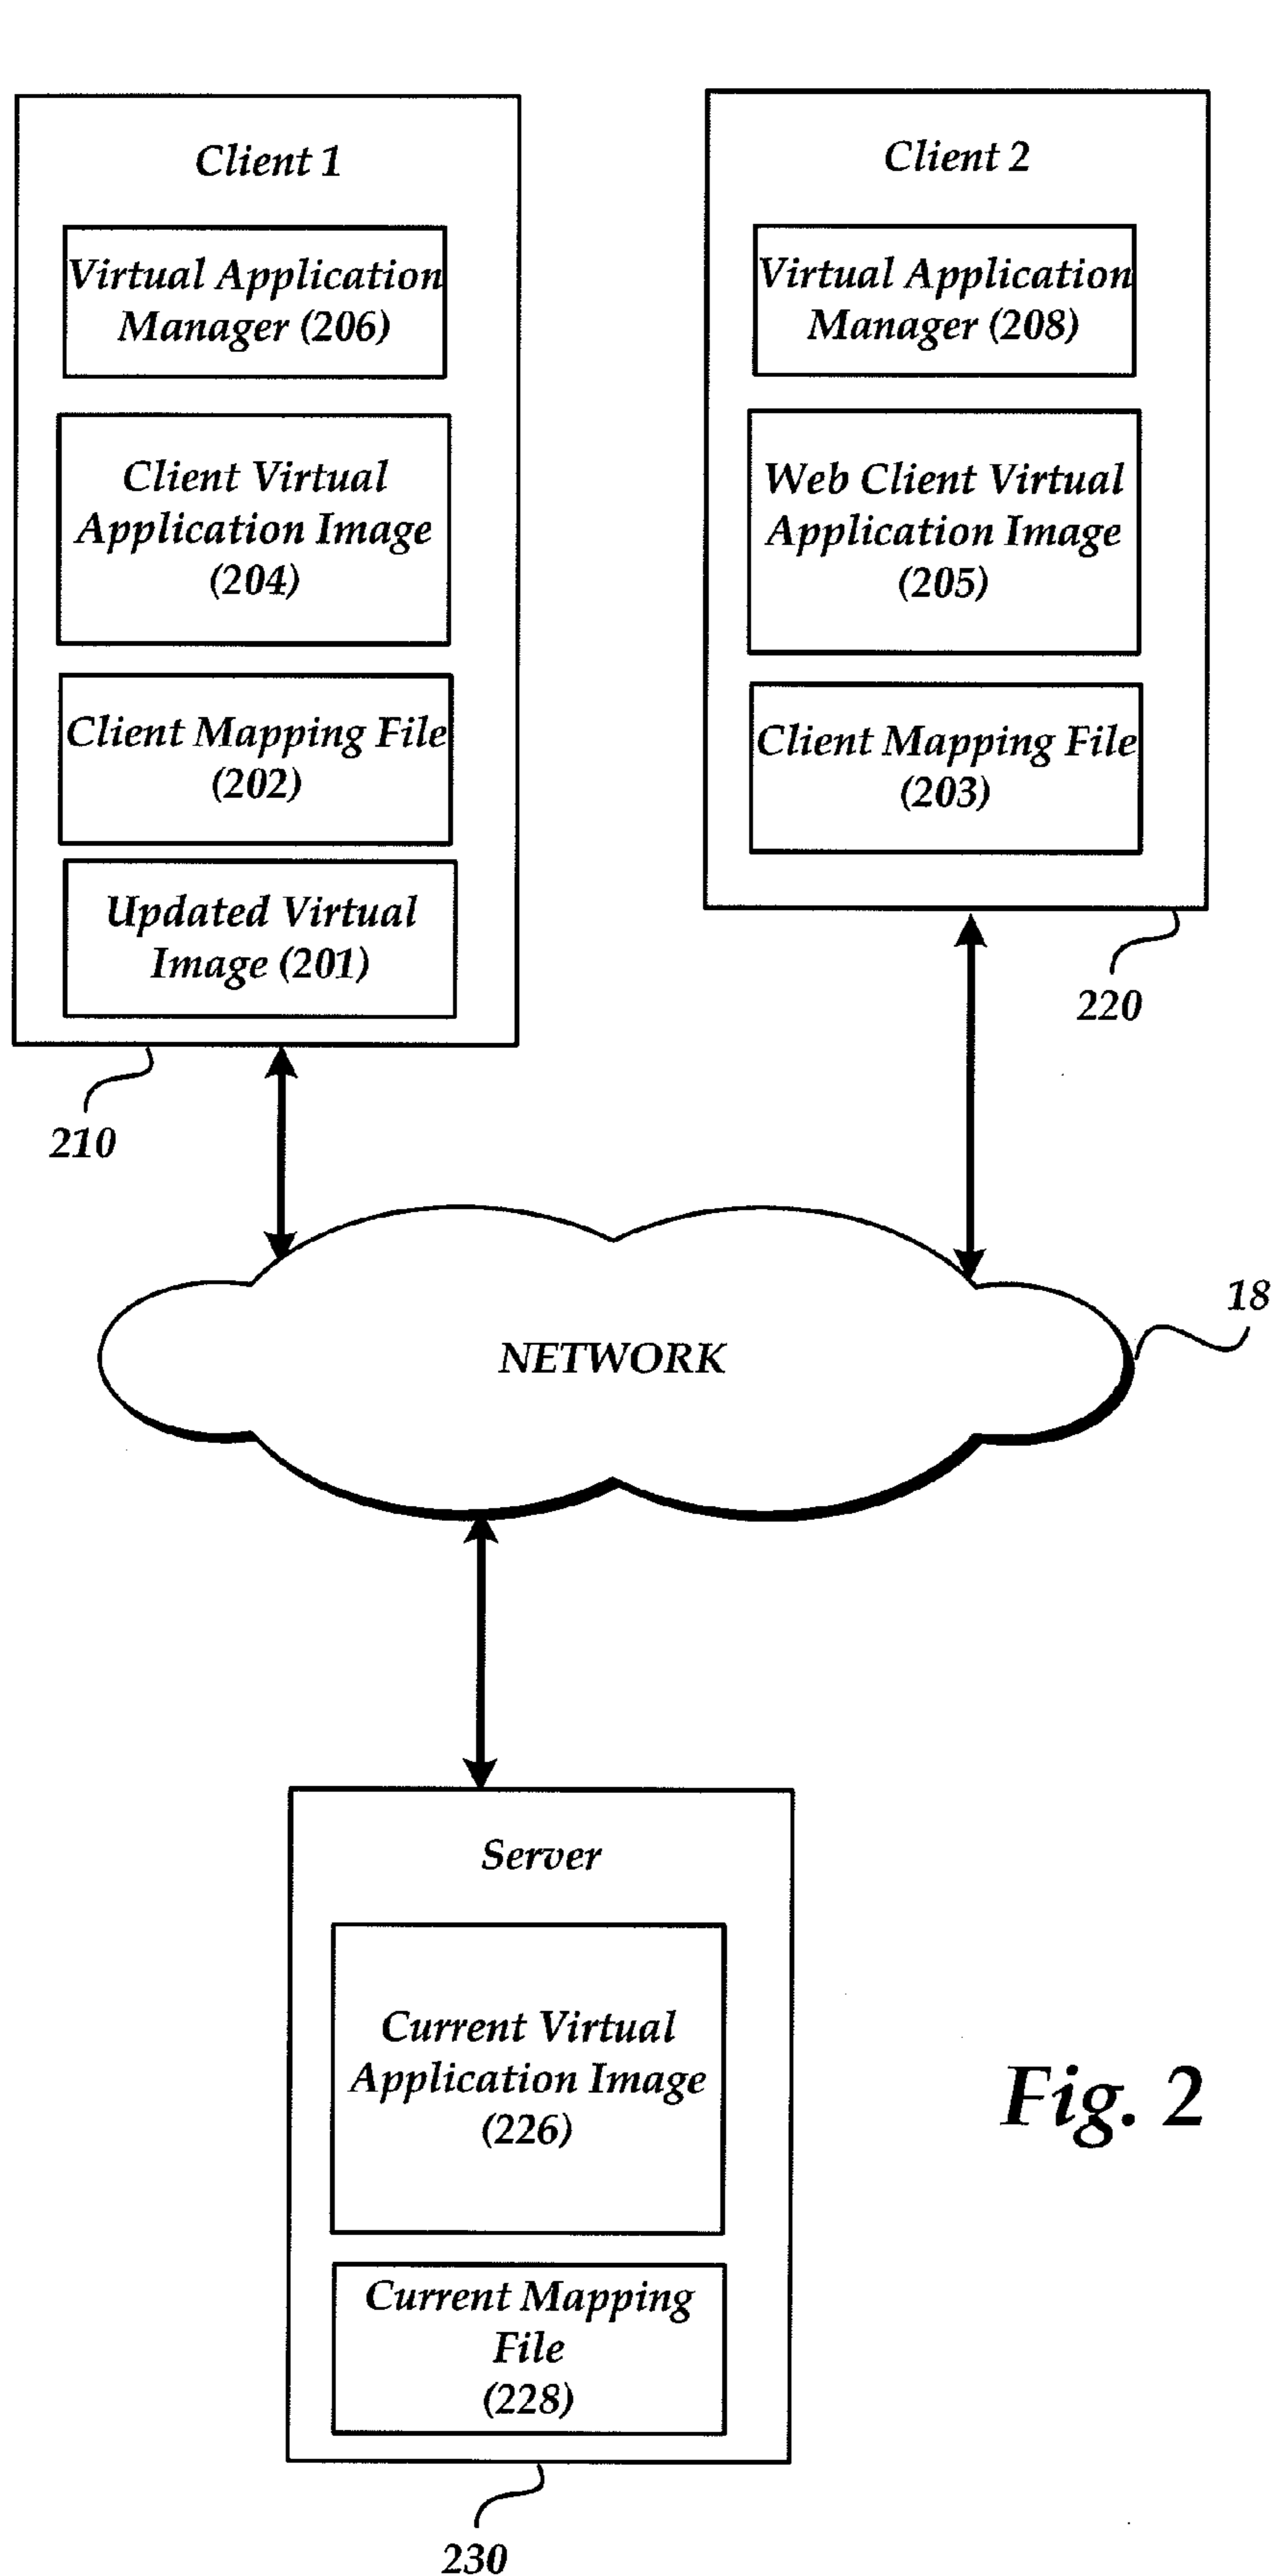 Client 1
Virtual Application
Manager (206)
Client Virtual
Application Image
(204)
Client Mapping File
(202)
Updated Virtual
Image (201)
210
Client 2
Virtual Application
Manager (208)
Web Client Virtual
Application Image
(205)
Client Mapping File
(203)
220
18
NETWORK
Server
Current Virtual
Application Image
(226)
Current Mapping
File
(228)
230
Fig. 2